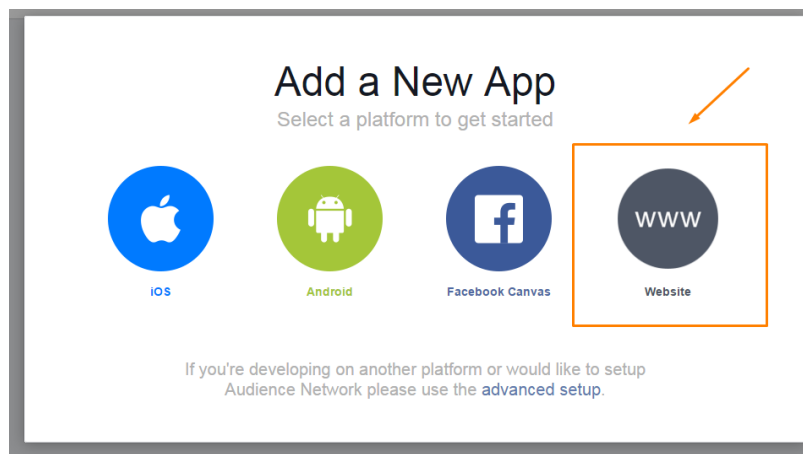 Add a New App
Select a platform to get started
www
iOS
Android
Facebook Canvas
Website
If you're developing on another platform or would like to setup
Audience Network please use the advanced setup.